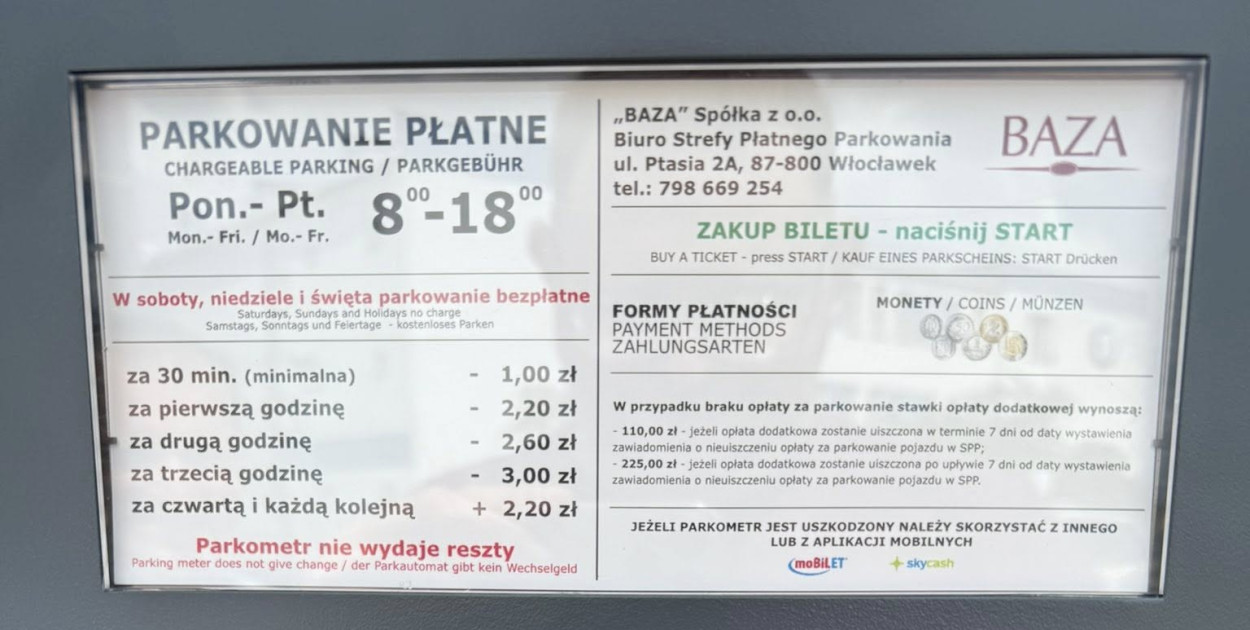 PARKOWANIE PŁATNE
CHARGEABLE PARKING / PARKGEBÜHR
Pon.- Pt. 8⁰⁰-18⁰⁰
Mon.- Fri. / Mo.- Fr.
W soboty, niedziele i święta parkowanie bezpłatne
Saturdays, Sundays and Holidays no charge
Samstags, Sonntags und Feiertage - kostenloses Parken
za 30 min. (minimalna) - 1,00 zł
za pierwszą godzinę - 2,20 zł
za drugą godzinę - 2,60 zł
za trzecią godzinę - 3,00 zł
za czwartą i każdą kolejną + 2,20 zł
Parkometr nie wydaje reszty
Parking meter does not give change / der Parkautomat gibt kein Wechselgeld
„BAZA” Spółka z o.o.
Biuro Strefy Płatnego Parkowania
ul. Ptasia 2A, 87-800 Włocławek
tel.: 798 669 254
BAZA
ZAKUP BILETU - naciśnij START
BUY A TICKET - press START / KAUF EINES PARKSCHEINS: START Drücken
FORMY PŁATNOŚCI
PAYMENT METHODS
ZAHLUNGSARTEN
MONETY / COINS / MÜNZEN
W przypadku braku opłaty za parkowanie stawki opłaty dodatkowej wynoszą:
- 110,00 zł - jeżeli opłata dodatkowa zostanie uiszczona w terminie 7 dni od daty wystawienia
zawiadomienia o nieuiszczeniu opłaty za parkowanie pojazdu w SPP;
- 225,00 zł - jeżeli opłata dodatkowa zostanie uiszczona po upływie 7 dni od daty wystawienia
zawiadomienia o nieuiszczeniu opłaty za parkowanie pojazdu w SPP.
JEŻELI PARKOMETR JEST USZKODZONY NALEŻY SKORZYSTAĆ Z INNEGO
LUB Z APLIKACJI MOBILNYCH
moBiLET skycash